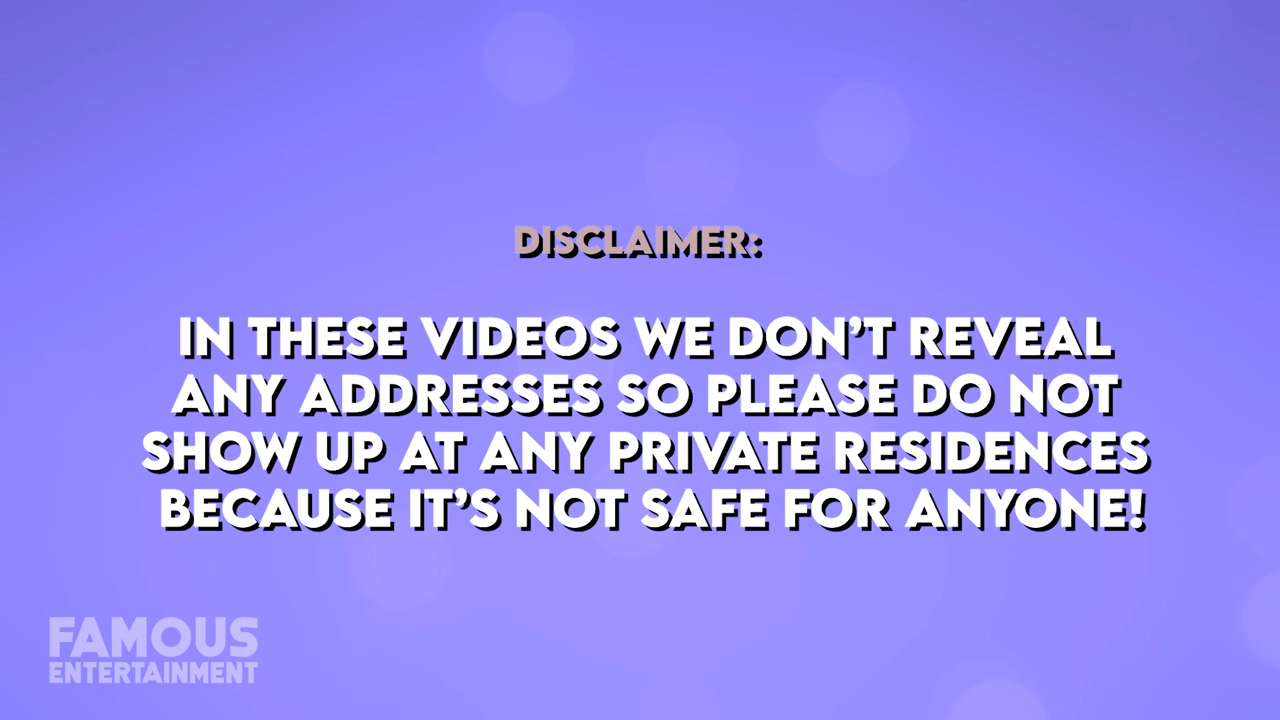 DISCLAIMER:
IN THESE VIDEOS WE DON'T REVEAL
ANY ADDRESSES SO PLEASE DO NOT
SHOW UP AT ANY PRIVATE RESIDENCES
BECAUSE IT'S NOT SAFE FOR ANYONE!
FAMOUS
ENTERTAINMENT